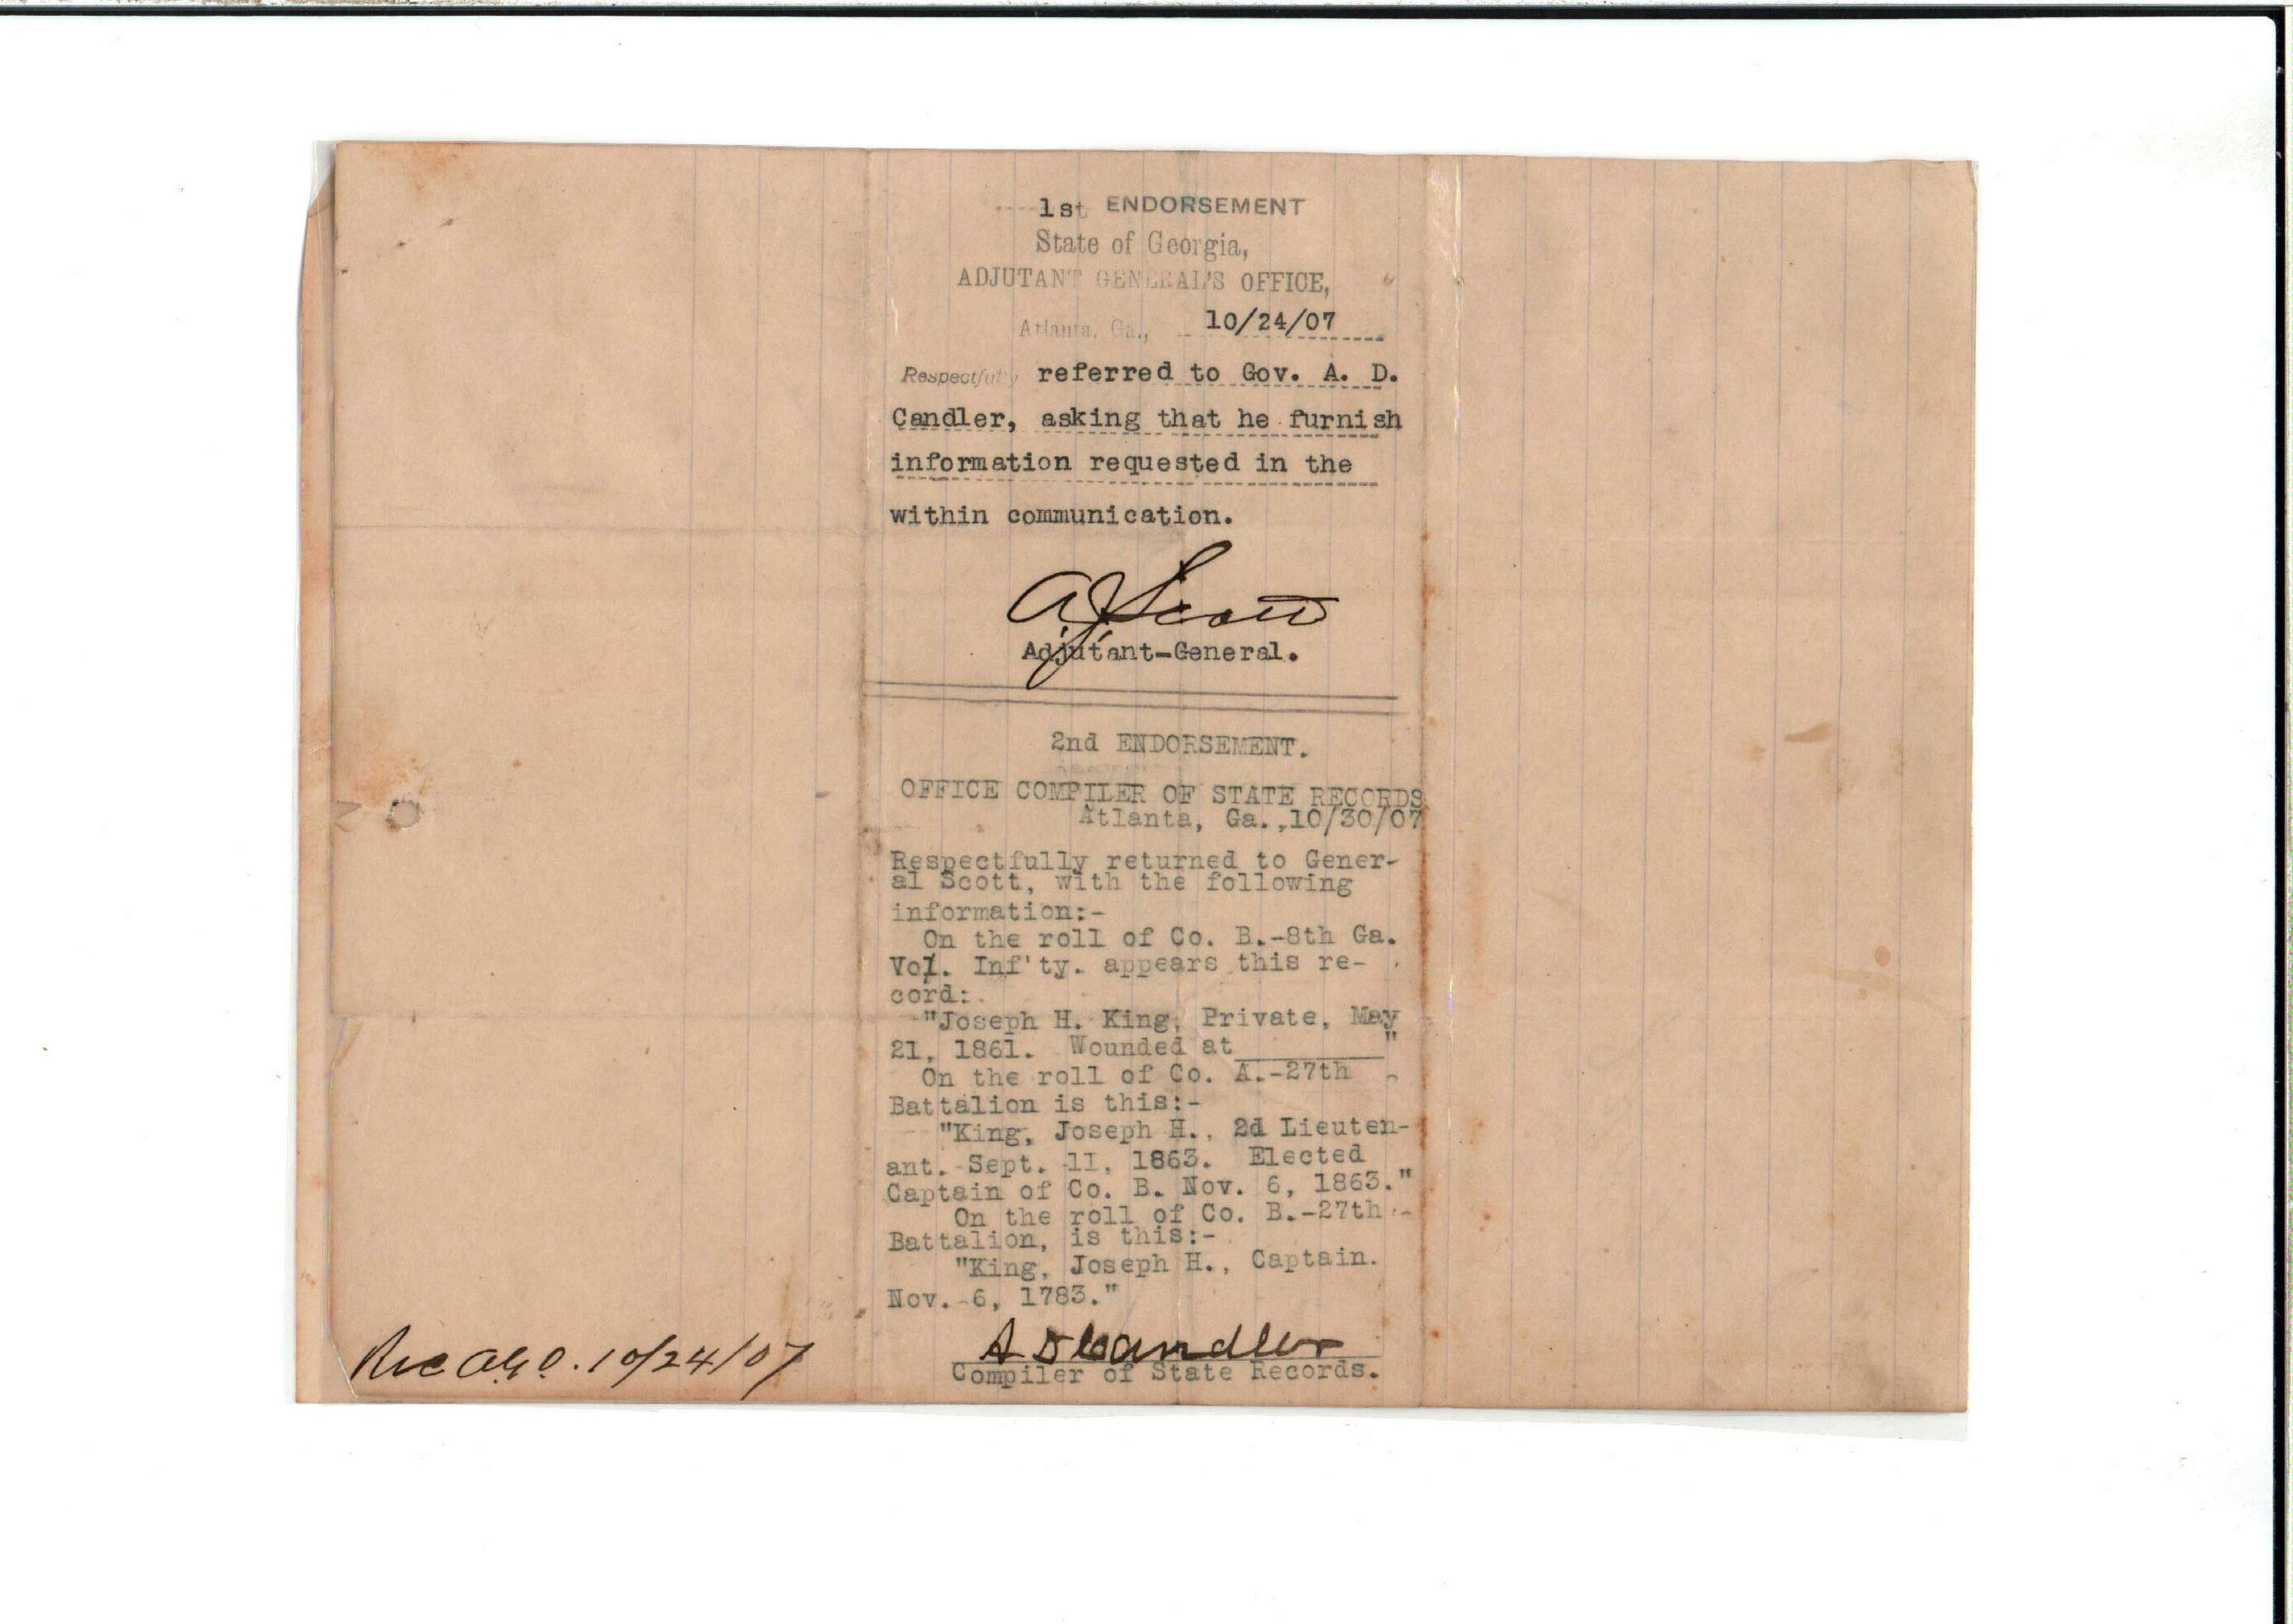 1st ENDORSEMENT
State of Georgia,
ADJUTANT GENERAL'S OFFICE,
Atlanta, Ga., 10/24/07
Respectfully referred to Gov. A. D.
Candler, asking that he furnish
information requested in the
within communication.
A J Scott
Adjutant-General.
2nd ENDORSEMENT.
OFFICE COMPILER OF STATE RECORDS
Atlanta, Ga.,10/30/07
Respectfully returned to Gener-
al Scott, with the following
information:-
On the roll of Co. B.-8th Ga.
Vol. Inf'ty. appears this re-
cord:
"Joseph H. King, Private, May
21, 1861. Wounded at_________"
On the roll of Co. A.-27th
Battalion is this:-
"King, Joseph H., 2d Lieuten-
ant. Sept. 11, 1863. Elected
Captain of Co. B. Nov. 6, 1863."
On the roll of Co. B.-27th
Battalion, is this:-
"King, Joseph H., Captain.
Nov. 6, 1783."
A D Candler
Compiler of State Records.
Rec A.G.O. 10/24/07